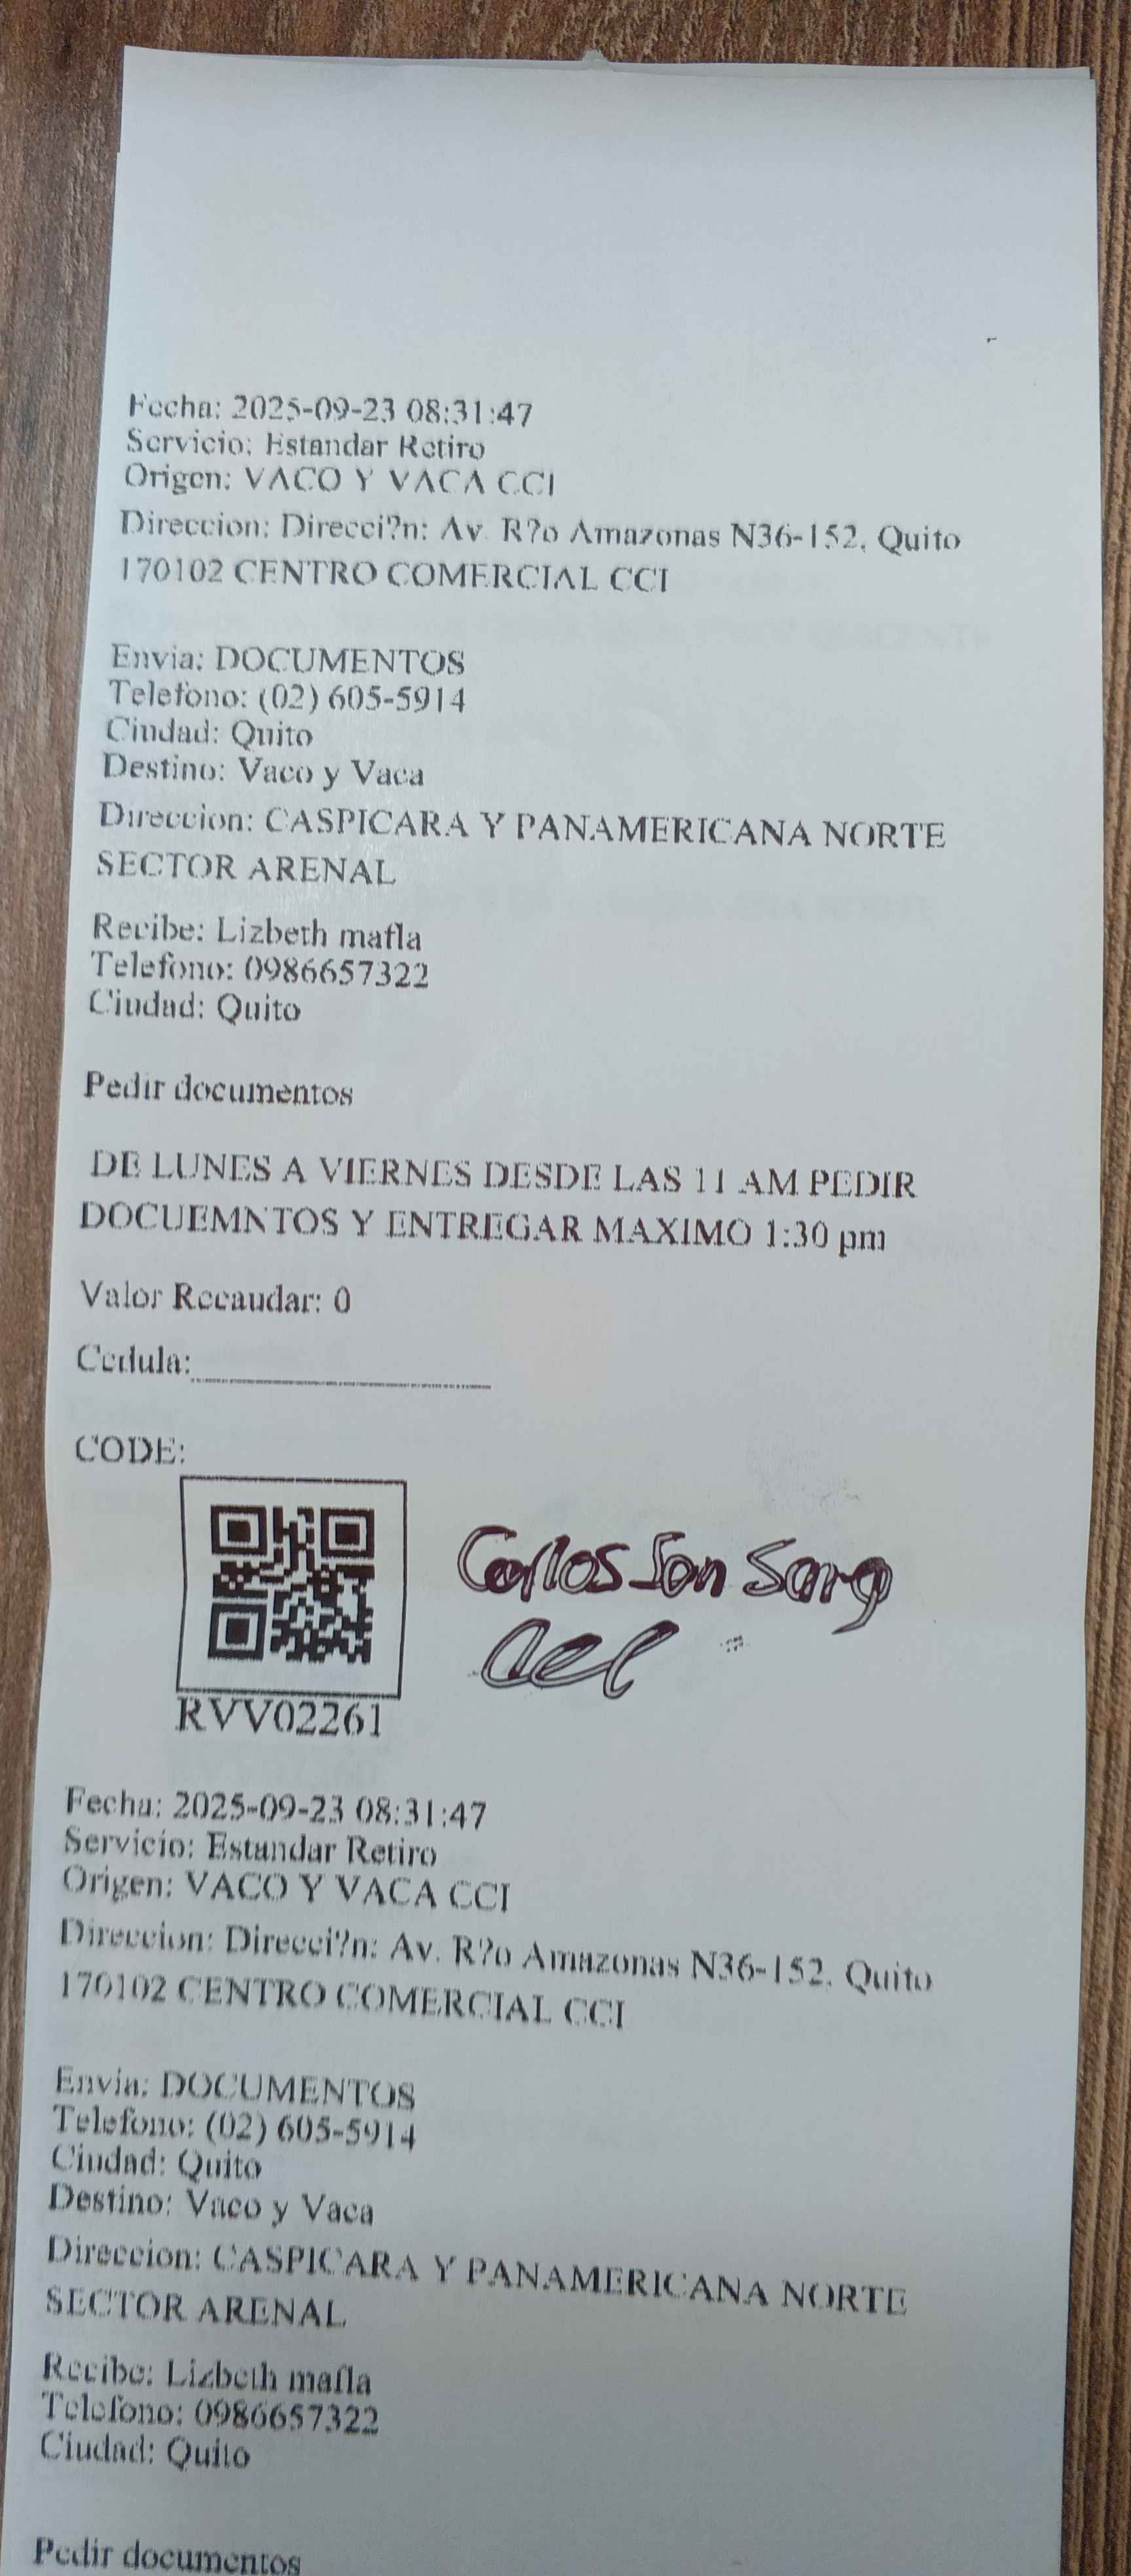 Fecha: 2025-09-23 08:31:47
Servicio: Estandar Retiro
Origen: VACO Y VACA CCI
Direccion: Direcci?n: Av. R?o Amazonas N36-152, Quito
170102 CENTRO COMERCIAL CCI
Envia: DOCUMENTOS
Telefono: (02) 605-5914
Ciudad: Quito
Destino: Vaco y Vaca
Direccion: CASPICARA Y PANAMERICANA NORTE
SECTOR ARENAL
Recibe: Lizbeth mafla
Telefono: 0986657322
Ciudad: Quito
Pedir documentos
DE LUNES A VIERNES DESDE LAS 11 AM PEDIR
DOCUEMNTOS Y ENTREGAR MAXIMO 1:30 pm
Valor Recaudar: 0
Cedula:
CODE:
Carlos
RVV02261
Fecha: 2025-09-23 08:31:47
Servicio: Estandar Retiro
Origen: VACO Y VACA CCI
Direccion: Direcci?n: Av. R?o Amazonas N36-152, Quito
170102 CENTRO COMERCIAL CCI
Envia: DOCUMENTOS
Telefono: (02) 605-5914
Ciudad: Quito
Destino: Vaco y Vaca
Direccion: CASPICARA Y PANAMERICANA NORTE
SECTOR ARENAL
Recibe: Lizbeth mafla
Telefono: 0986657322
Ciudad: Quito
Pedir documentos